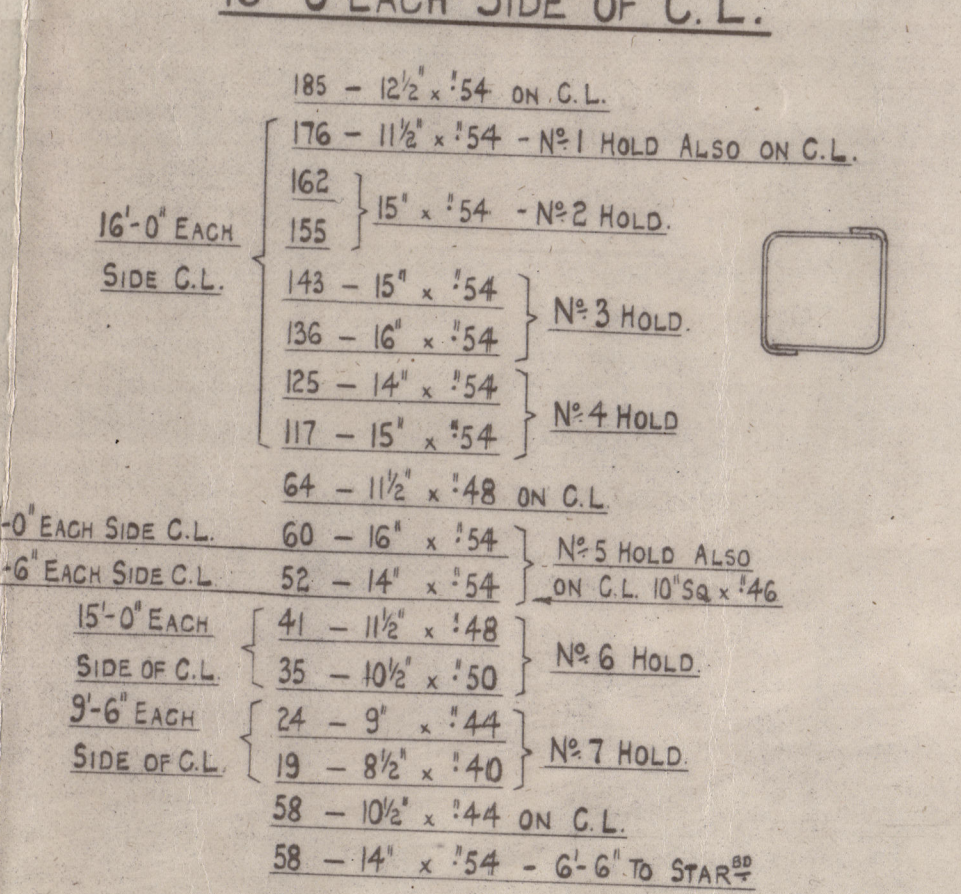 EACH SIDE OF C.L.
185 - 12½" x ·"54 ON C.L.
176 - 11½" x ·"54 - Nº 1 HOLD ALSO ON C.L.
162
155
15" x ·"54 - Nº 2 HOLD.
16'-0" EACH
SIDE C.L.
143 - 15" x ·"54
136 - 16" x ·"54
Nº 3 HOLD.
125 - 14" x ·"54
117 - 15" x ·"54
Nº 4 HOLD
64 - 11½" x ·"48 ON C.L.
-0" EACH SIDE C.L. 60 - 16" x ·"54
-6" EACH SIDE C.L 52 - 14" x ·"54
Nº 5 HOLD ALSO
ON C.L. 10" SQ x ·"46
15'-0" EACH
SIDE OF C.L.
41 - 11½" x ·"48
35 - 10½" x ·"50
Nº 6 HOLD.
9'-6" EACH
SIDE OF C.L.
24 - 9" x ·"44
19 - 8½" x ·"40
Nº 7 HOLD.
58 - 10½" x ·"44 ON C.L.
58 - 14" x ·"54 - 6'-6" TO STARBD